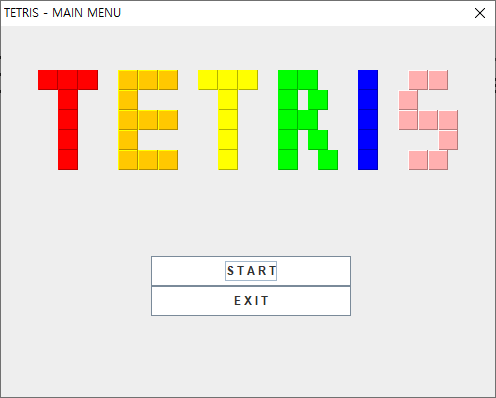 TETRIS - MAIN MENU
TETRIS
START
EXIT